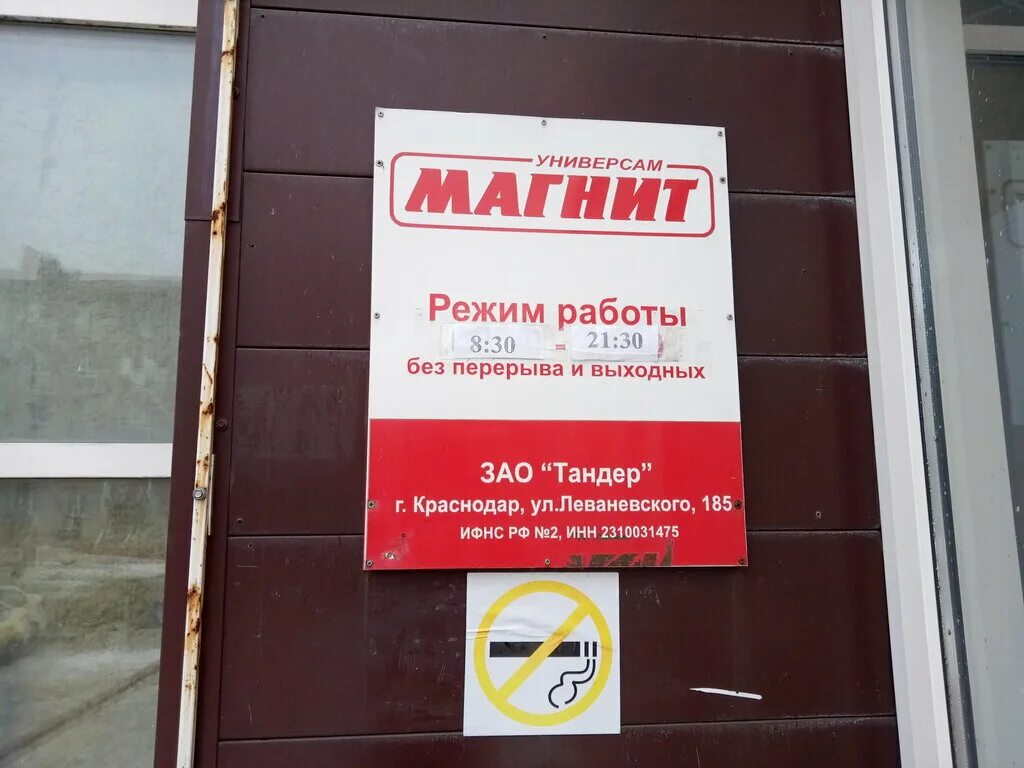 УНИВЕРСАМ
МАГНИТ
Режим работы
8:30 - 21:30
без перерыва и выходных
ЗАО "Тандер"
г. Краснодар, ул.Леваневского, 185
ИФНС РФ №2, ИНН 2310031475